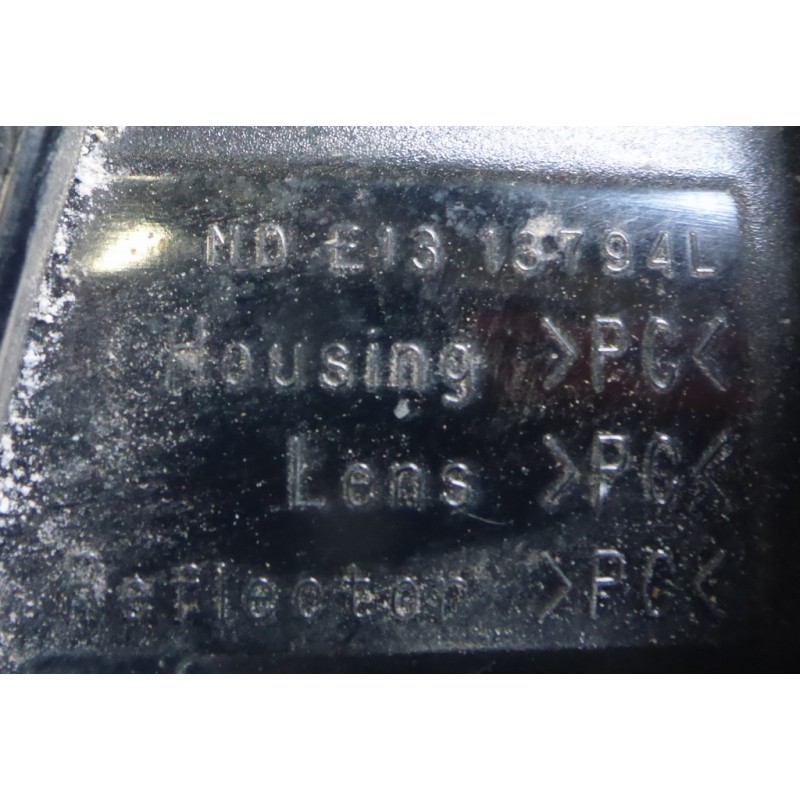 ND E13 13794L
Housing >PC<
Lens >PC<
Reflector >PC<